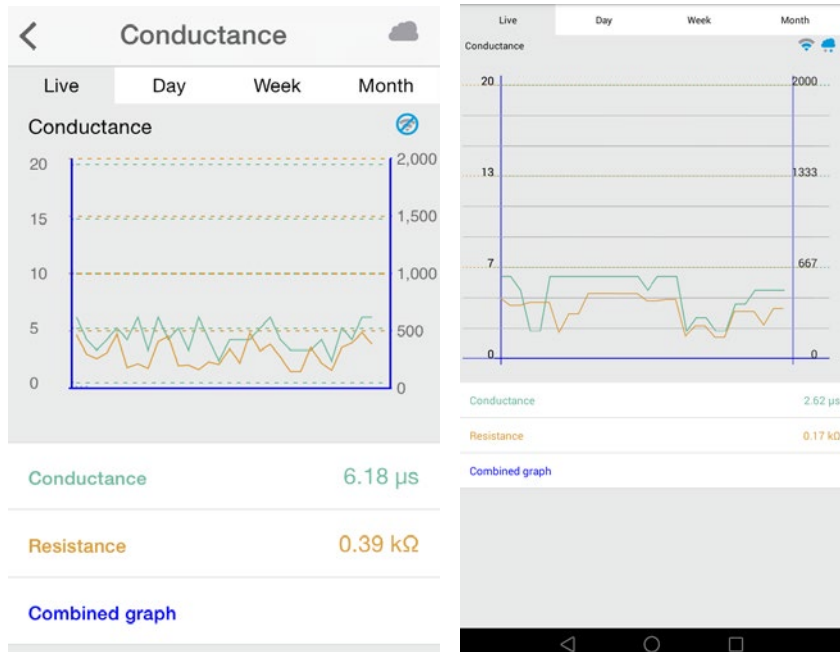 Conductance
Live Day Week Month
Conductance
20 2,000
15 1,500
10 1,000
5 500
0 0
Conductance 6.18 μs
Resistance 0.39 kΩ
Combined graph
Live Day Week Month
Conductance
20 2000
13 1333
7 667
0 0
Conductance 2.62 μs
Resistance 0.17 kΩ
Combined graph